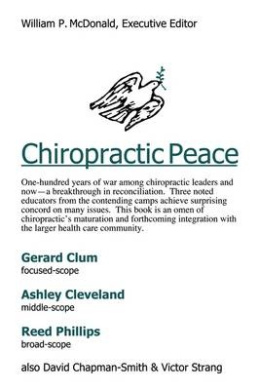 William P. McDonald, Executive Editor
Chiropractic Peace
One-hundred years of war among chiropractic leaders and
now—a breakthrough in reconciliation. Three noted
educators from the contending camps achieve surprising
concord on many issues. This book is an omen of
chiropractic's maturation and forthcoming integration with
the larger health care community.
Gerard Clum
focused-scope
Ashley Cleveland
middle-scope
Reed Phillips
broad-scope
also David Chapman-Smith & Victor Strang